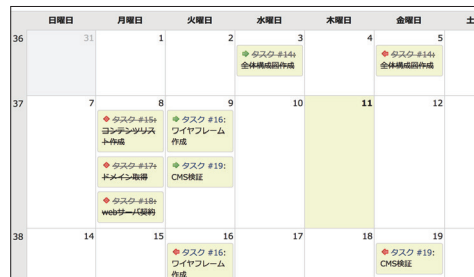 日曜日 月曜日 火曜日 水曜日 木曜日 金曜日 土
36 31 1 2 3 4 5
タスク #14:
全体構成図作成
タスク #14:
全体構成図作成
37 7 8 9 10 11 12
タスク #15:
コンテンツリス
ト作成
タスク #16:
ワイヤフレーム
作成
タスク #17:
ドメイン取得
タスク #19:
CMS検証
タスク #18:
webサーバ契約
38 14 15 16 17 18 19
タスク #16:
ワイヤフレーム
作成
タスク #19:
CMS検証